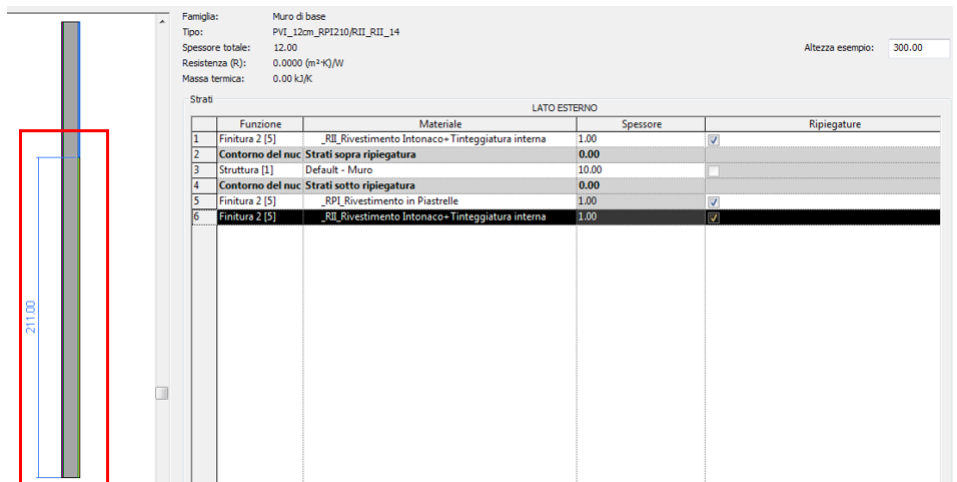 Famiglia: Muro di base
Tipo: PVI_12cm_RPI210/RII_RII_14
Spessore totale: 12.00
Altezza esempio: 300.00
Resistenza (R): 0.0000 (m²·K)/W
Massa termica: 0.00 kJ/K
Strati
LATO ESTERNO
Funzione Materiale Spessore Ripiegature
1 Finitura 2 [5] _RII_Rivestimento Intonaco+Tinteggiatura interna 1.00
2 Contorno del nuc Strati sopra ripiegatura 0.00
3 Struttura [1] Default - Muro 10.00
4 Contorno del nuc Strati sotto ripiegatura 0.00
5 Finitura 2 [5] _RPI_Rivestimento in Piastrelle 1.00
6 Finitura 2 [5] _RII_Rivestimento Intonaco+Tinteggiatura interna 1.00
211.00